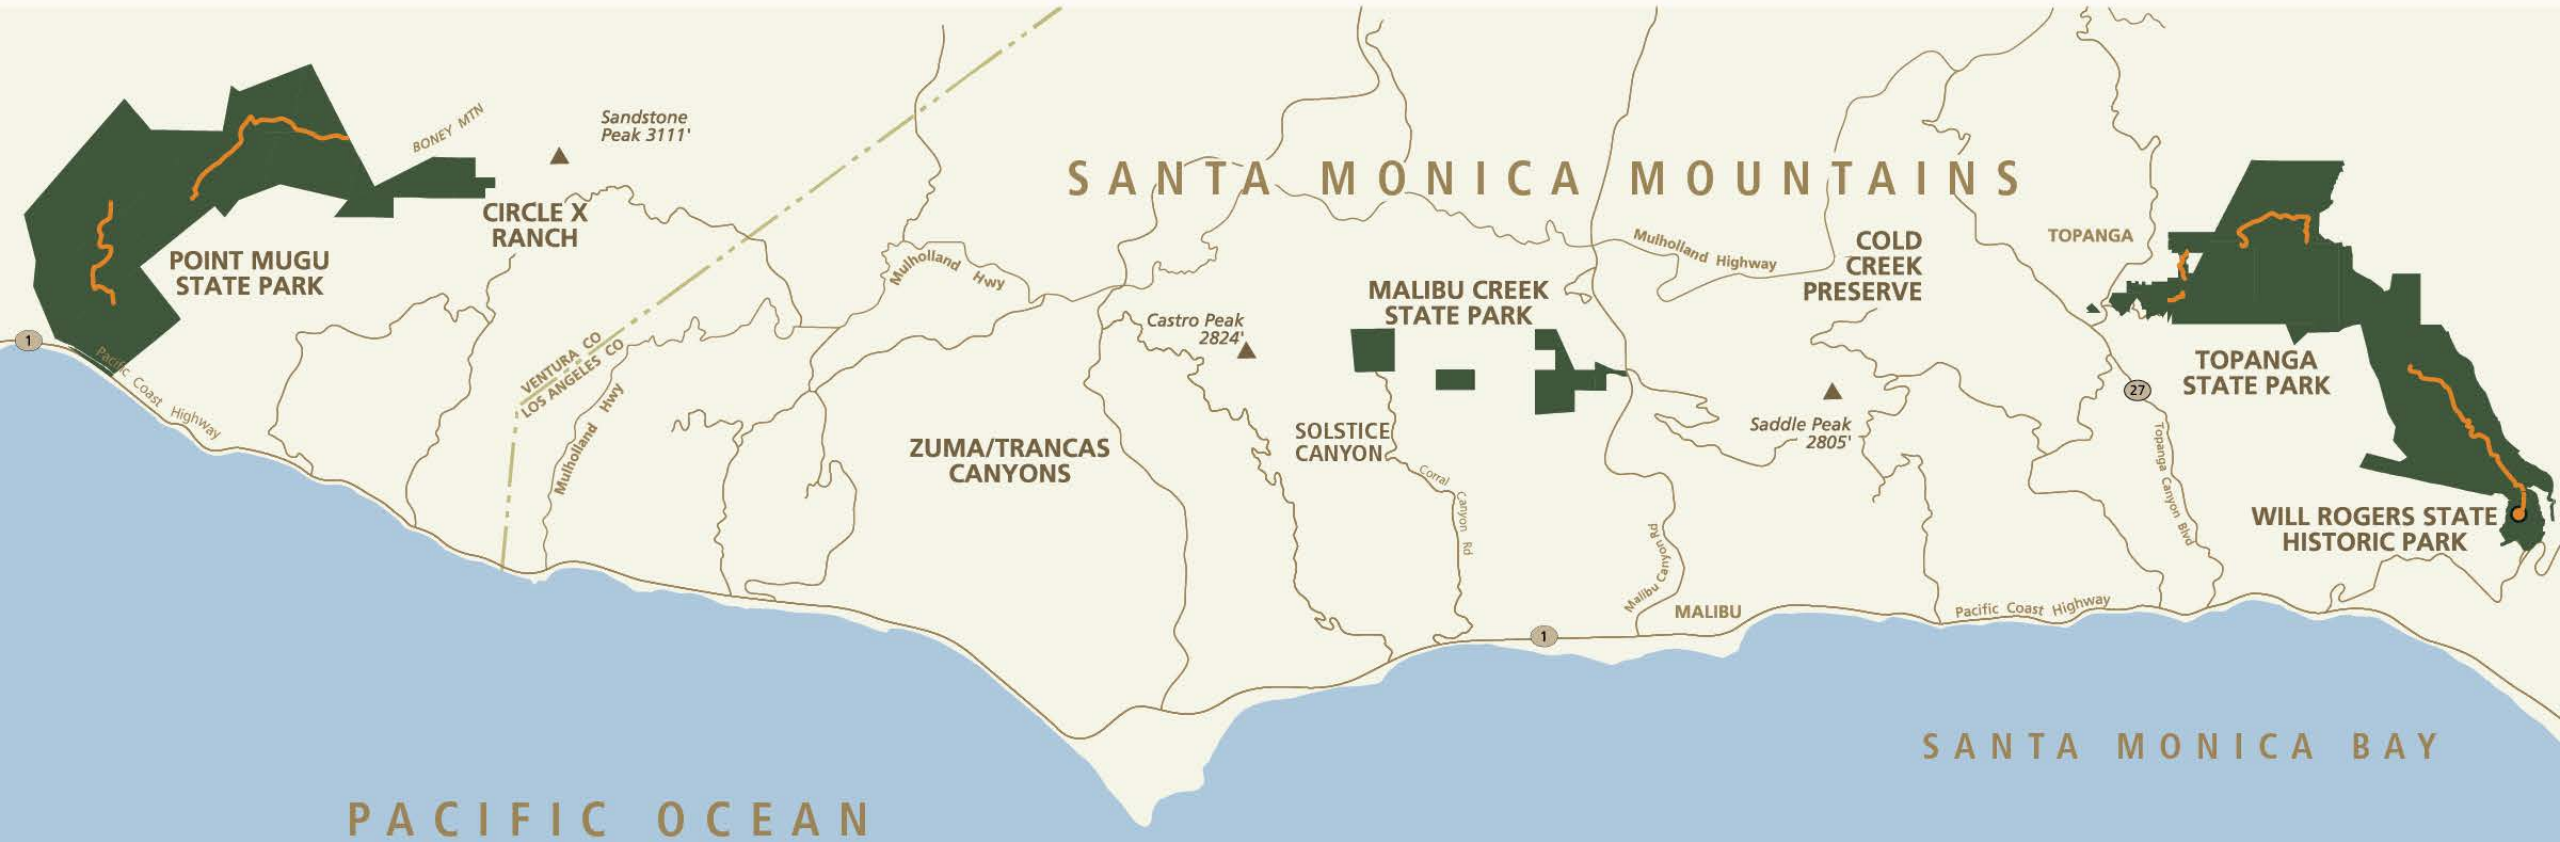 BONEY MTN
Sandstone
Peak 3111'
SANTA MONICA MOUNTAINS
CIRCLE X
RANCH
POINT MUGU
STATE PARK
1
Pacific Coast Highway
VENTURA CO
LOS ANGELES CO
Mulholland Hwy
Mulholland Hwy
ZUMA/TRANCAS
CANYONS
Castro Peak
2824'
MALIBU CREEK
STATE PARK
SOLSTICE
CANYON
Corral Canyon Rd
Mulholland Highway
COLD
CREEK
PRESERVE
Saddle Peak
2805'
Malibu Canyon Rd
MALIBU
1
Pacific Coast Highway
TOPANGA
27
Topanga Canyon Blvd
TOPANGA
STATE PARK
WILL ROGERS STATE
HISTORIC PARK
SANTA MONICA BAY
PACIFIC OCEAN